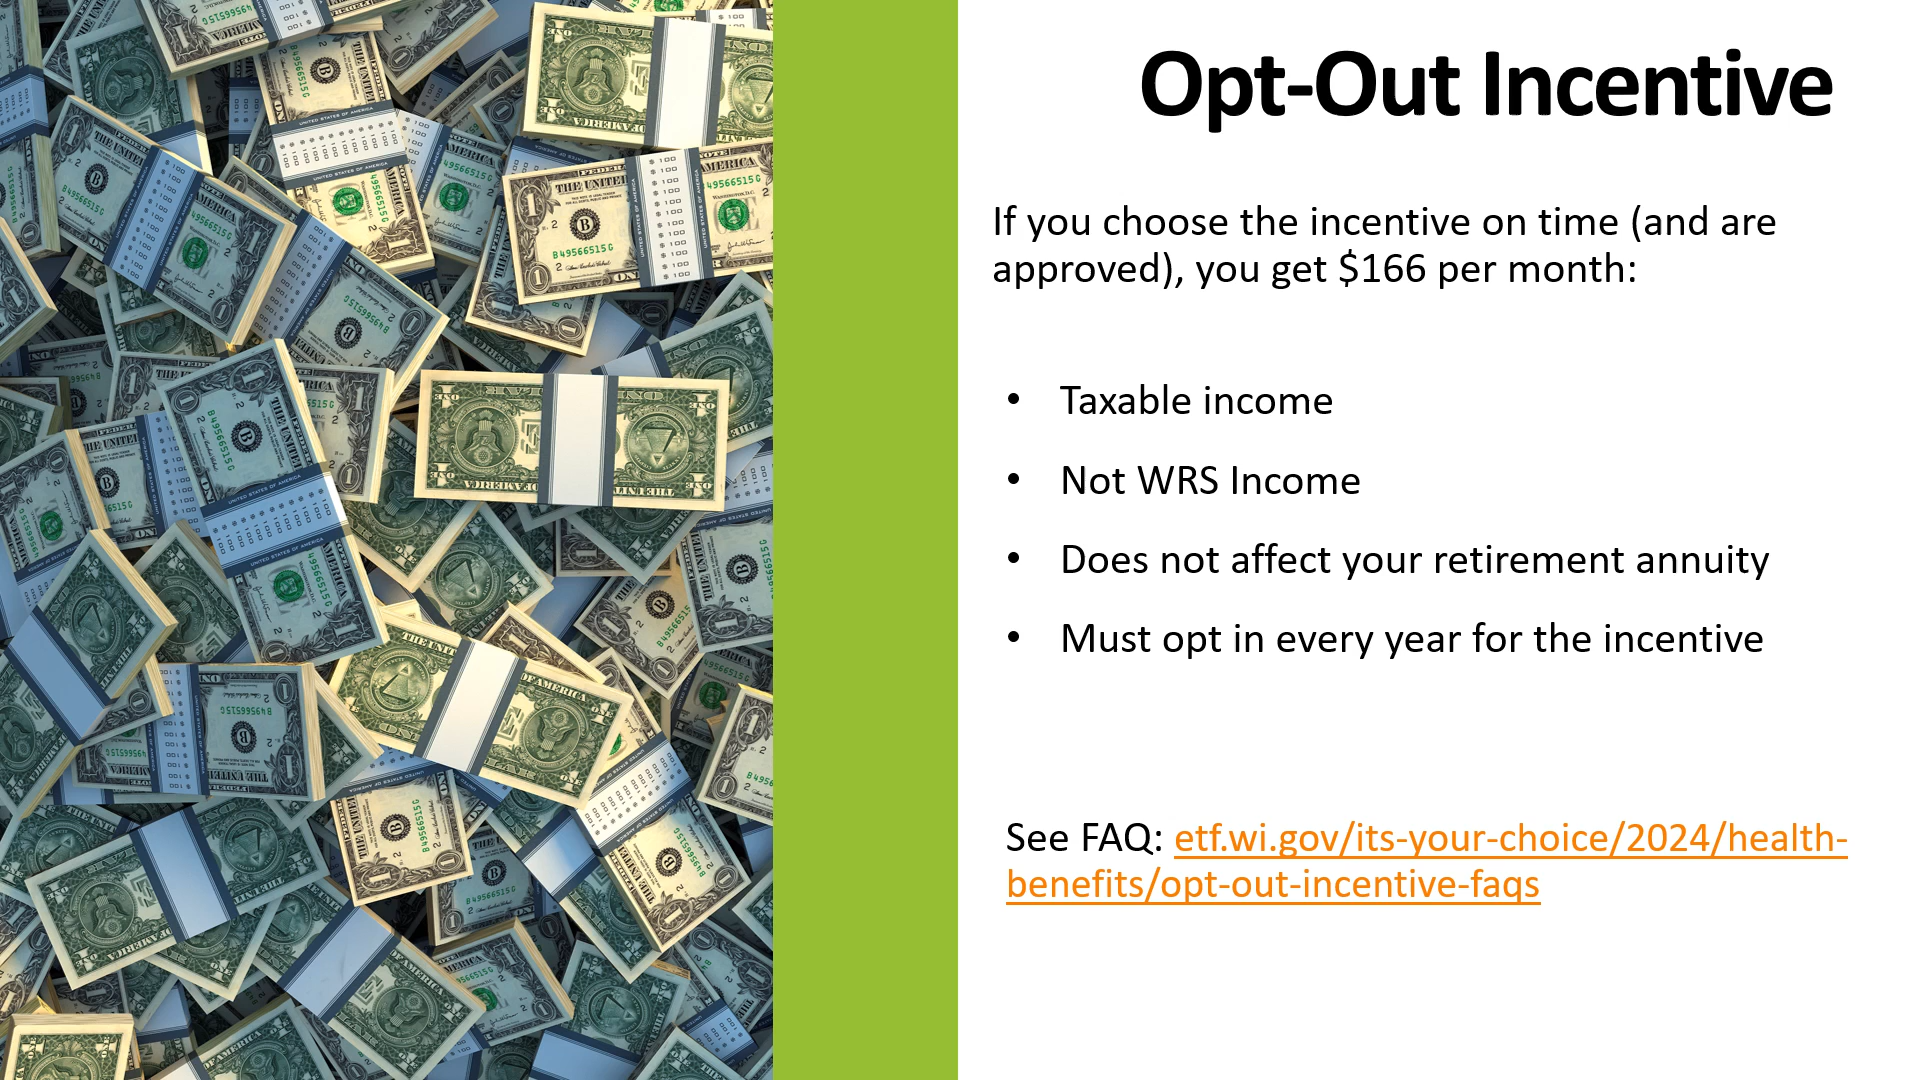 Opt-Out Incentive
If you choose the incentive on time (and are
approved), you get $166 per month:
• Taxable income
• Not WRS Income
• Does not affect your retirement annuity
• Must opt in every year for the incentive
See FAQ: etf.wi.gov/its-your-choice/2024/health-
benefits/opt-out-incentive-faqs